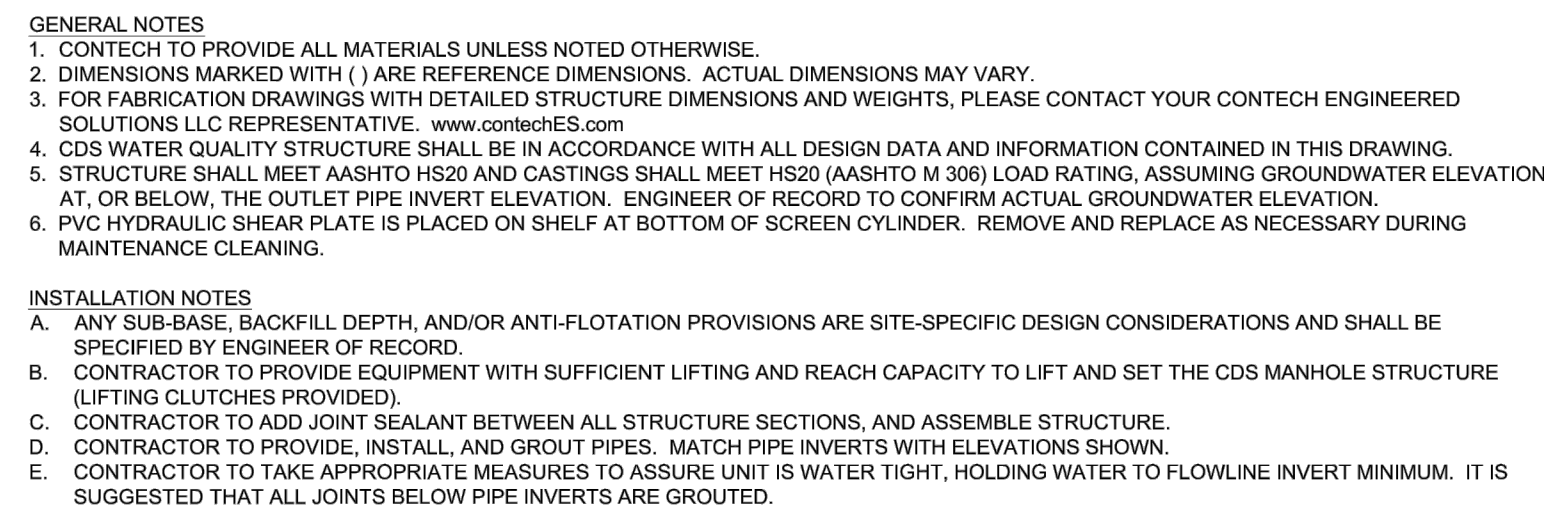 GENERAL NOTES
1. CONTECH TO PROVIDE ALL MATERIALS UNLESS NOTED OTHERWISE.
2. DIMENSIONS MARKED WITH ( ) ARE REFERENCE DIMENSIONS. ACTUAL DIMENSIONS MAY VARY.
3. FOR FABRICATION DRAWINGS WITH DETAILED STRUCTURE DIMENSIONS AND WEIGHTS, PLEASE CONTACT YOUR CONTECH ENGINEERED
SOLUTIONS LLC REPRESENTATIVE. www.contechES.com
4. CDS WATER QUALITY STRUCTURE SHALL BE IN ACCORDANCE WITH ALL DESIGN DATA AND INFORMATION CONTAINED IN THIS DRAWING.
5. STRUCTURE SHALL MEET AASHTO HS20 AND CASTINGS SHALL MEET HS20 (AASHTO M 306) LOAD RATING, ASSUMING GROUNDWATER ELEVATION
AT, OR BELOW, THE OUTLET PIPE INVERT ELEVATION. ENGINEER OF RECORD TO CONFIRM ACTUAL GROUNDWATER ELEVATION.
6. PVC HYDRAULIC SHEAR PLATE IS PLACED ON SHELF AT BOTTOM OF SCREEN CYLINDER. REMOVE AND REPLACE AS NECESSARY DURING
MAINTENANCE CLEANING.
INSTALLATION NOTES
A. ANY SUB-BASE, BACKFILL DEPTH, AND/OR ANTI-FLOTATION PROVISIONS ARE SITE-SPECIFIC DESIGN CONSIDERATIONS AND SHALL BE
SPECIFIED BY ENGINEER OF RECORD.
B. CONTRACTOR TO PROVIDE EQUIPMENT WITH SUFFICIENT LIFTING AND REACH CAPACITY TO LIFT AND SET THE CDS MANHOLE STRUCTURE
(LIFTING CLUTCHES PROVIDED).
C. CONTRACTOR TO ADD JOINT SEALANT BETWEEN ALL STRUCTURE SECTIONS, AND ASSEMBLE STRUCTURE.
D. CONTRACTOR TO PROVIDE, INSTALL, AND GROUT PIPES. MATCH PIPE INVERTS WITH ELEVATIONS SHOWN.
E. CONTRACTOR TO TAKE APPROPRIATE MEASURES TO ASSURE UNIT IS WATER TIGHT, HOLDING WATER TO FLOWLINE INVERT MINIMUM. IT IS
SUGGESTED THAT ALL JOINTS BELOW PIPE INVERTS ARE GROUTED.